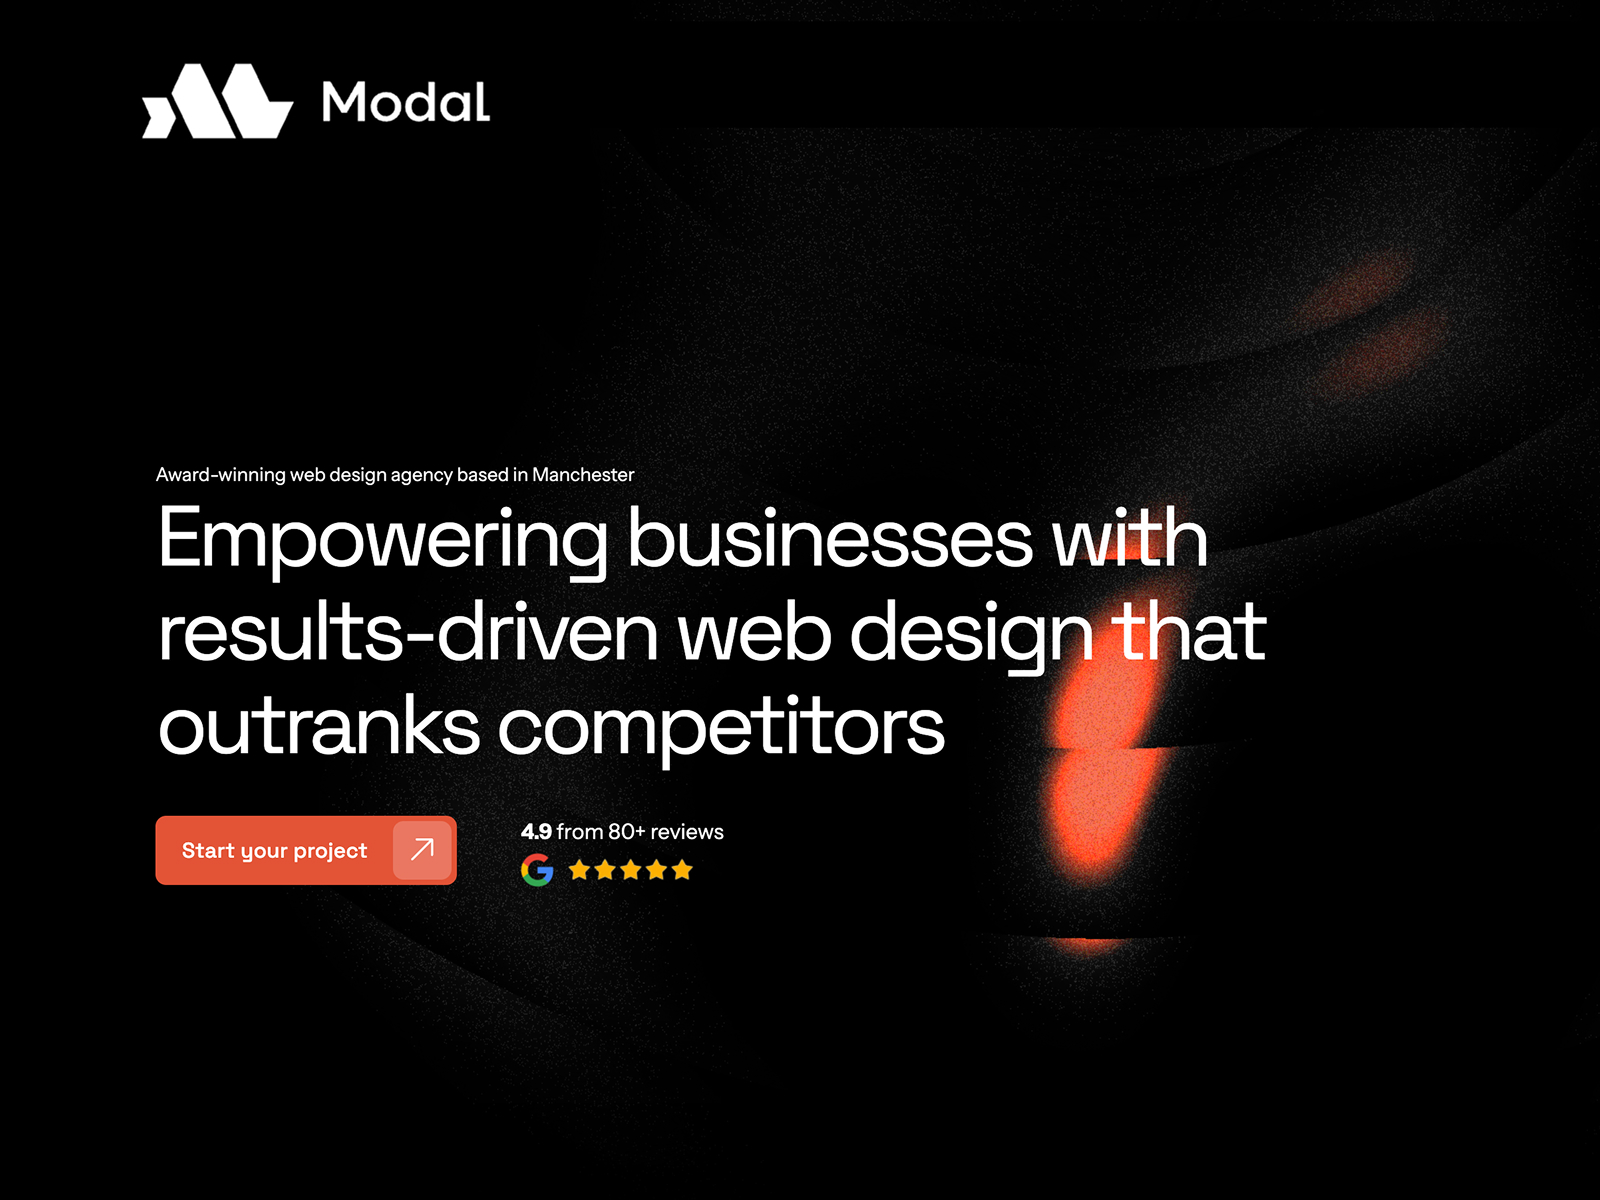 Modal
Award-winning web design agency based in Manchester
Empowering businesses with
results-driven web design that
outranks competitors
Start your project
4.9 from 80+ reviews